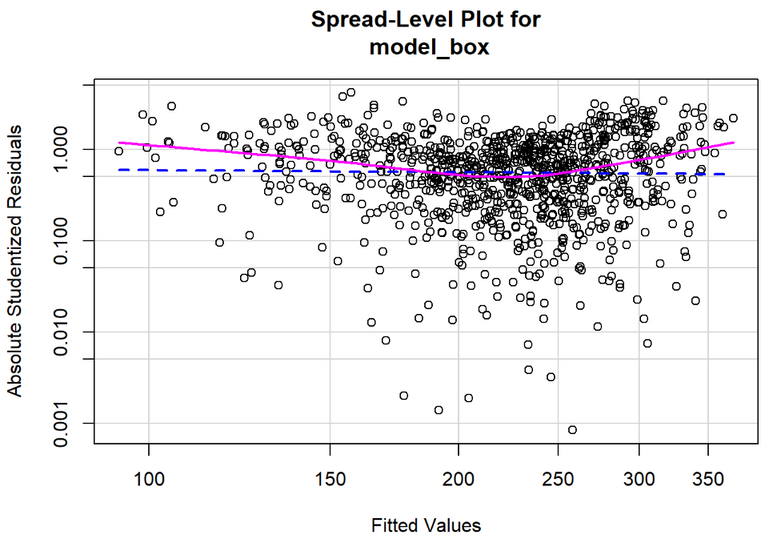 Spread-Level Plot for
model_box
Absolute Studentized Residuals
1.000
0.100
0.010
0.001
100 150 200 250 300 350
Fitted Values